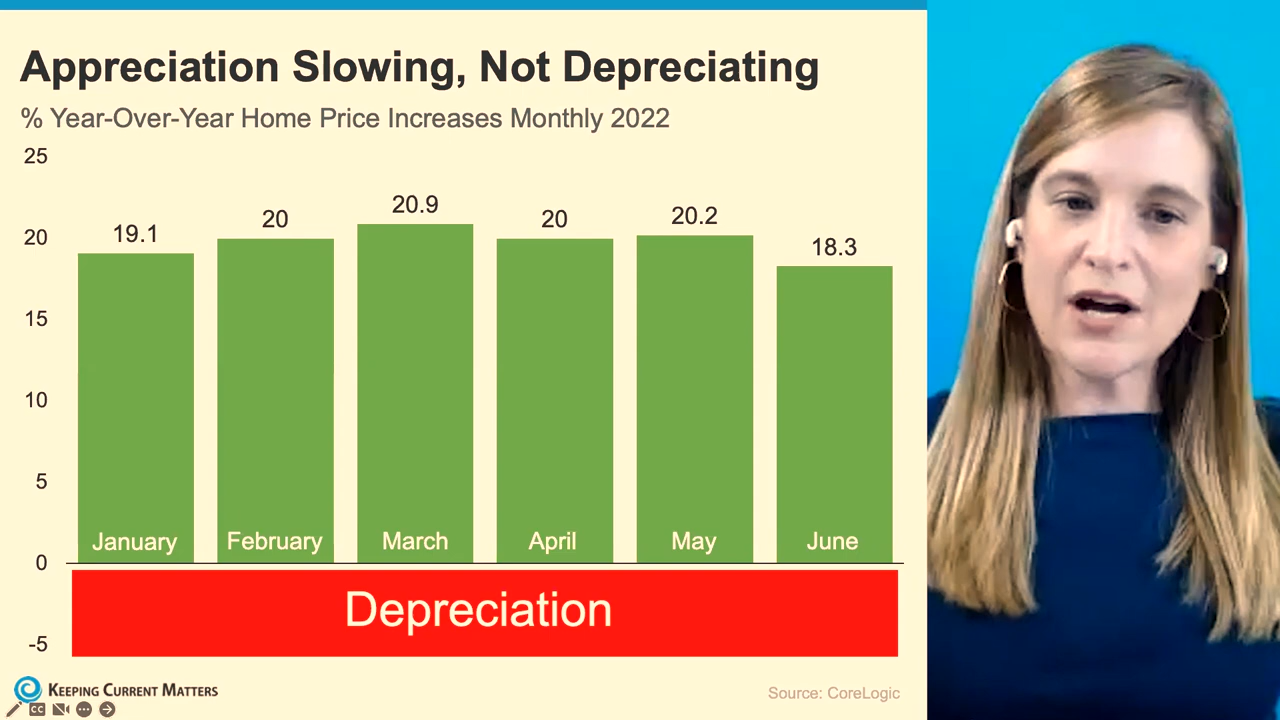 Appreciation Slowing, Not Depreciating
% Year-Over-Year Home Price Increases Monthly 2022
25
20
15
10
5
0
-5
19.1
20
20.9
20
20.2
18.3
January
February
March
April
May
June
Depreciation
KEEPING CURRENT MATTERS
Source: CoreLogic
CC